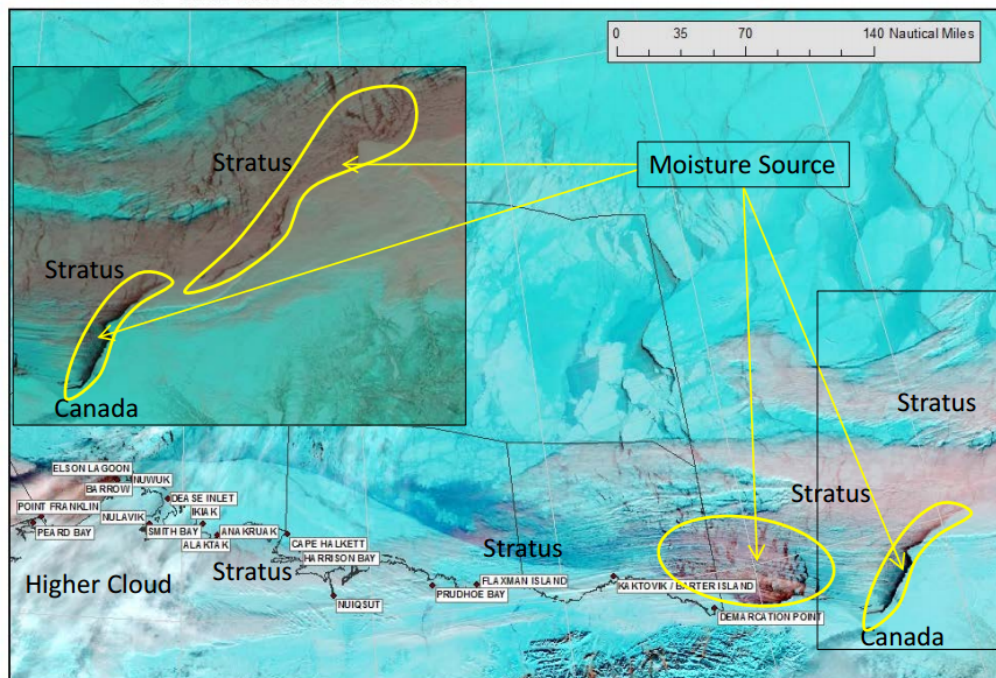 0 35 70 140 Nautical Miles
Stratus
Moisture Source
Stratus
Canada
Stratus
ELSON LAGOON
NUWUK
BARROW
DEASE INLET
POINT FRANKLIN
IKIAK
NULAVIK
PEARD BAY
SMITH BAY
ANAKRUAK
ALAKTAK
CAPE HALKETT
HARRISON BAY
Stratus
Stratus
Stratus
Higher Cloud
FLAXMAN ISLAND
KAKTOVIK / BARTER ISLAND
PRUDHOE BAY
NUIQSUT
DEMARCATION POINT
Canada